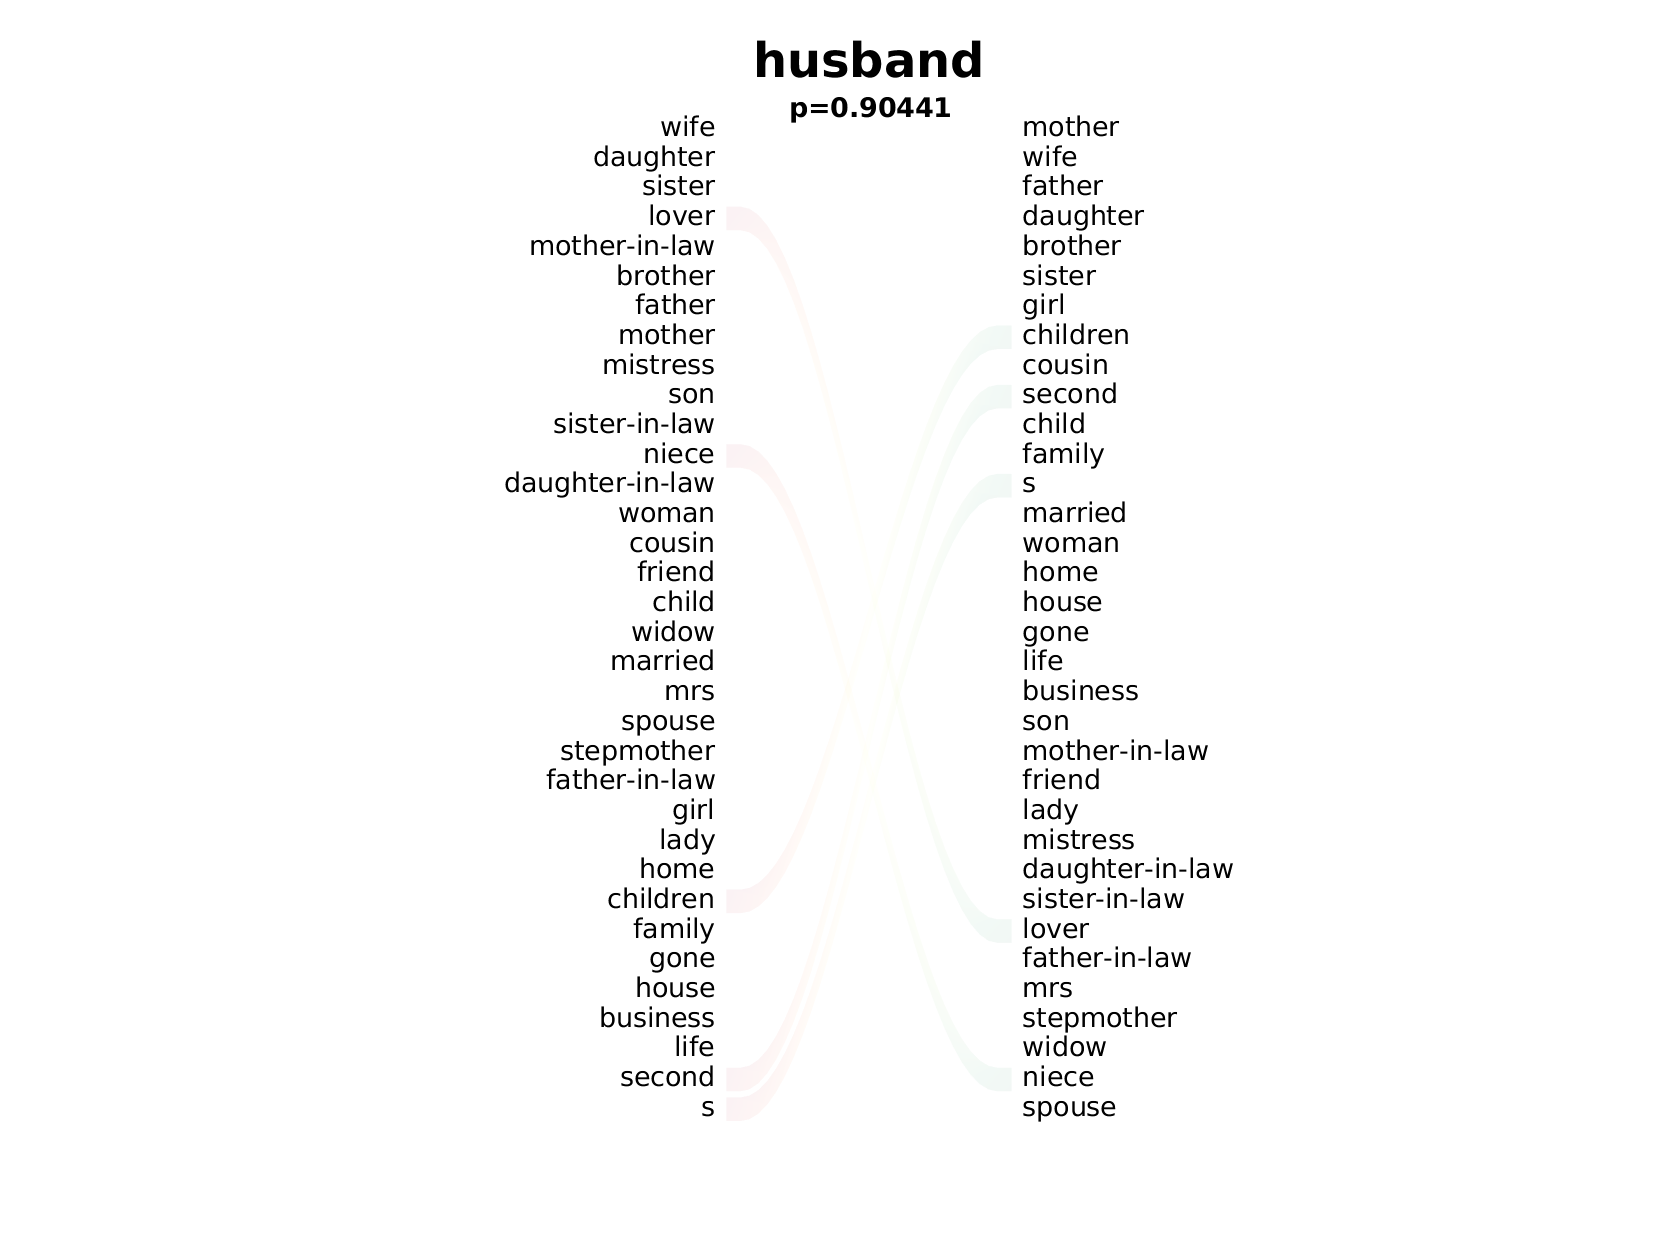 husband
p=0.90441
wife
daughter
sister
lover
mother-in-law
brother
father
mother
mistress
son
sister-in-law
niece
daughter-in-law
woman
cousin
friend
child
widow
married
mrs
spouse
stepmother
father-in-law
girl
lady
home
children
family
gone
house
business
life
second
s
mother
wife
father
daughter
brother
sister
girl
children
cousin
second
child
family
s
married
woman
home
house
gone
life
business
son
mother-in-law
friend
lady
mistress
daughter-in-law
sister-in-law
lover
father-in-law
mrs
stepmother
widow
niece
spouse